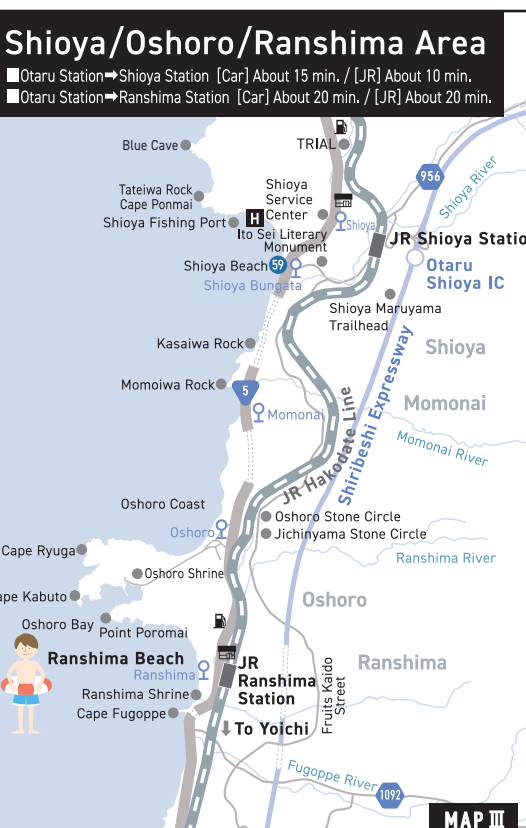 Shioya/Oshoro/Ranshima Area
■Otaru Station➡Shioya Station [Car] About 15 min. / [JR] About 10 min.
■Otaru Station➡Ranshima Station [Car] About 20 min. / [JR] About 20 min.
Blue Cave
TRIAL
956
Shioya River
Tateiwa Rock
Cape Ponmai
Shioya
Service
Center
Shioya Fishing Port
H
Shioya
Ito Sei Literary
Monument
JR Shioya Statio
Shioya Beach
59
Shioya Bungata
Otaru
Shioya IC
Shioya Maruyama
Trailhead
Kasaiwa Rock
Shioya
Momoiwa Rock
5
Momonai
Momonai
Momonai River
JR Hakodate Line
Shiribeshi Expressway
Oshoro Coast
Oshoro
Oshoro Stone Circle
Jichinyama Stone Circle
Cape Ryuga
Ranshima River
Oshoro Shrine
ape Kabuto
Oshoro
Oshoro Bay
Point Poromai
Ranshima Beach
Ranshima
JR
Ranshima
Station
Ranshima
Ranshima Shrine
Cape Fugoppe
Fruits Kaido
Street
To Yoichi
Fugoppe River
1092
MAP Ⅲ